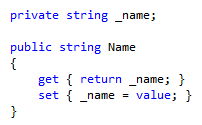 private string _name;

public string Name
{
    get { return _name; }
    set { _name = value; }
}